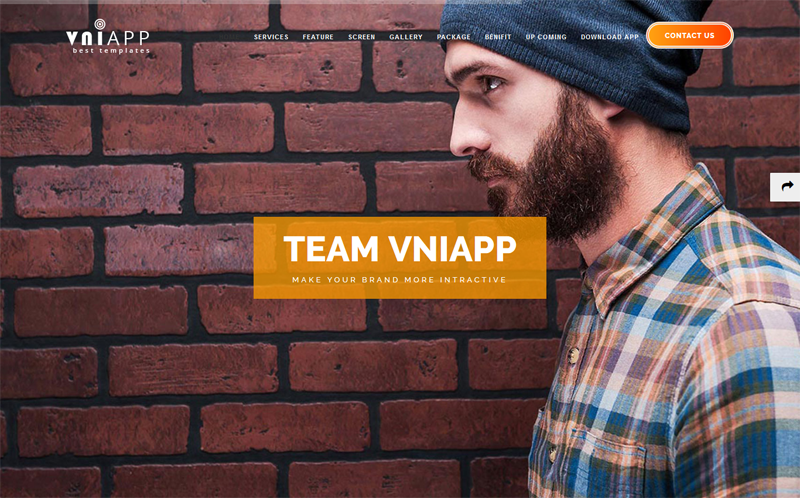 vniAPP
best templates
SERVICES FEATURE SCREEN GALLERY PACKAGE BENIFIT UP COMING DOWNLOAD APP CONTACT US
TEAM VNIAPP
MAKE YOUR BRAND MORE INTRACTIVE